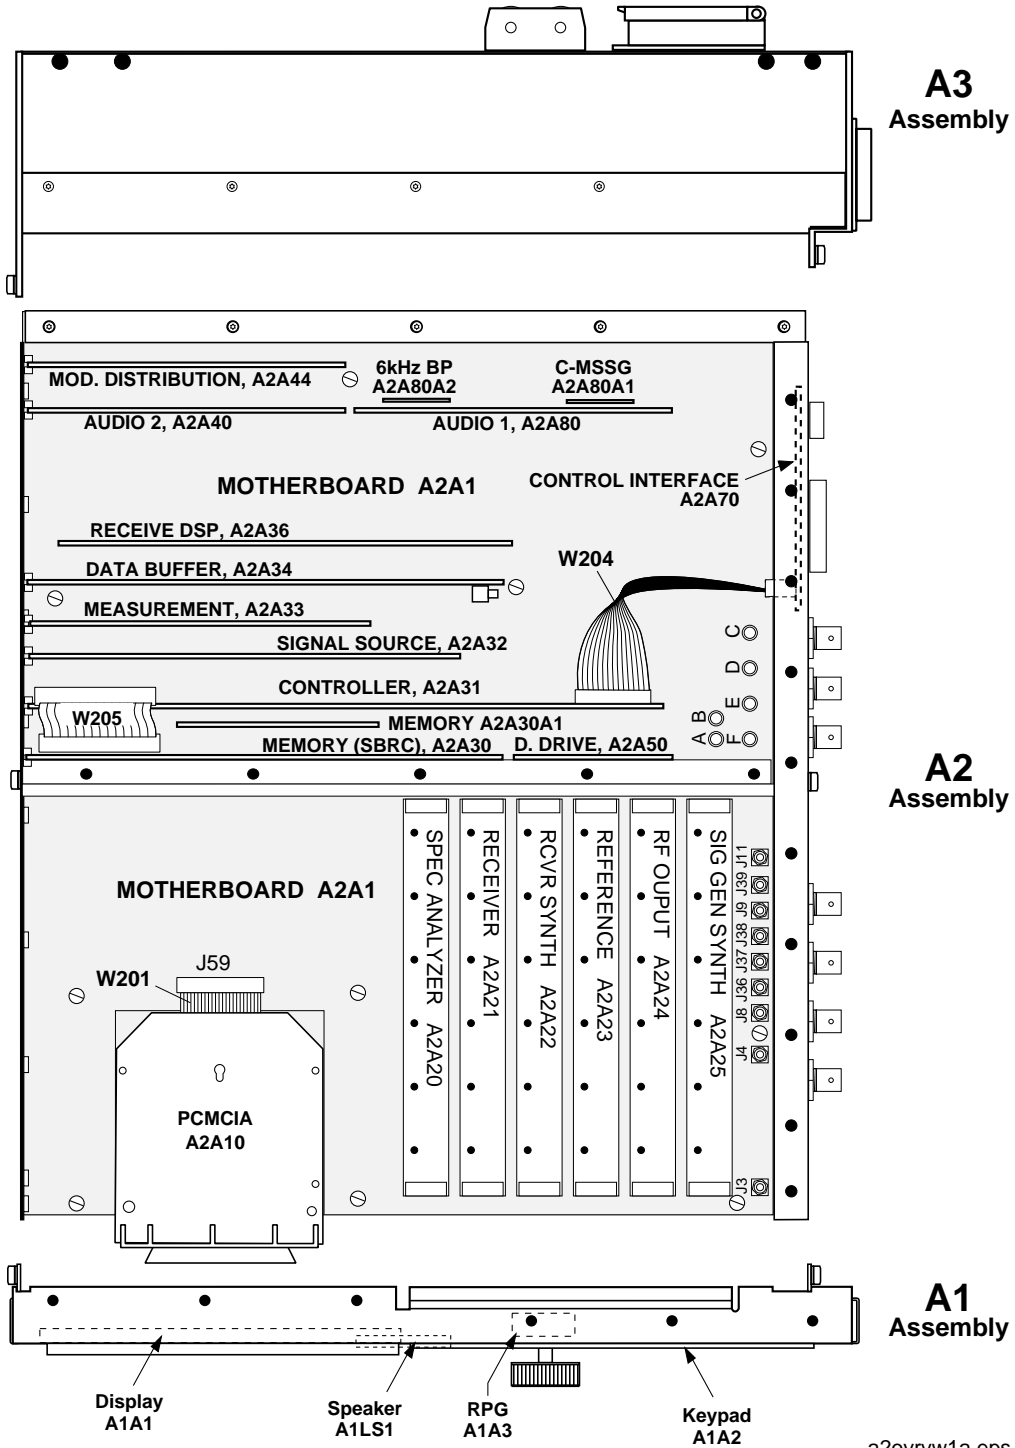 A3
Assembly
MOD. DISTRIBUTION, A2A44
6kHz BP
A2A80A2
C-MSSG
A2A80A1
AUDIO 2, A2A40
AUDIO 1, A2A80
MOTHERBOARD A2A1
CONTROL INTERFACE
A2A70
RECEIVE DSP, A2A36
W204
DATA BUFFER, A2A34
MEASUREMENT, A2A33
SIGNAL SOURCE, A2A32
C
D
E
B
A
F
CONTROLLER, A2A31
W205
MEMORY A2A30A1
MEMORY (SBRC), A2A30
D. DRIVE, A2A50
A2
Assembly
MOTHERBOARD A2A1
SPEC ANALYZER A2A20
RECEIVER A2A21
RCVR SYNTH A2A22
REFERENCE A2A23
RF OUPUT A2A24
SIG GEN SYNTH A2A25
J11
J39
J9
J38
J37
J36
J8
J4
J3
J59
W201
PCMCIA
A2A10
A1
Assembly
Display
A1A1
Speaker
A1LS1
RPG
A1A3
Keypad
A1A2